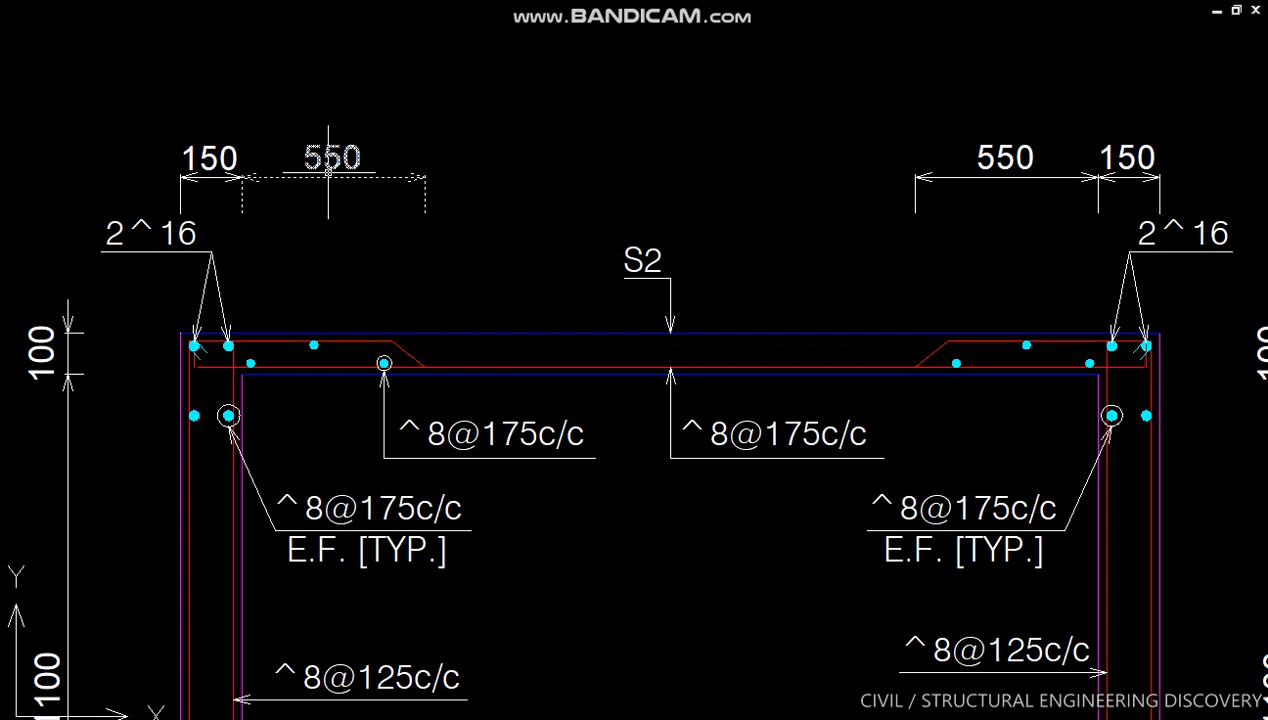 www.BANDICAM.com
150
550
550
150
2^16
2^16
S2
100
100
^8@175c/c
^8@175c/c
^8@175c/c
E.F. [TYP.]
^8@175c/c
E.F. [TYP.]
Y
^8@125c/c
^8@125c/c
100
X
CIVIL / STRUCTURAL ENGINEERING DISCOVERY